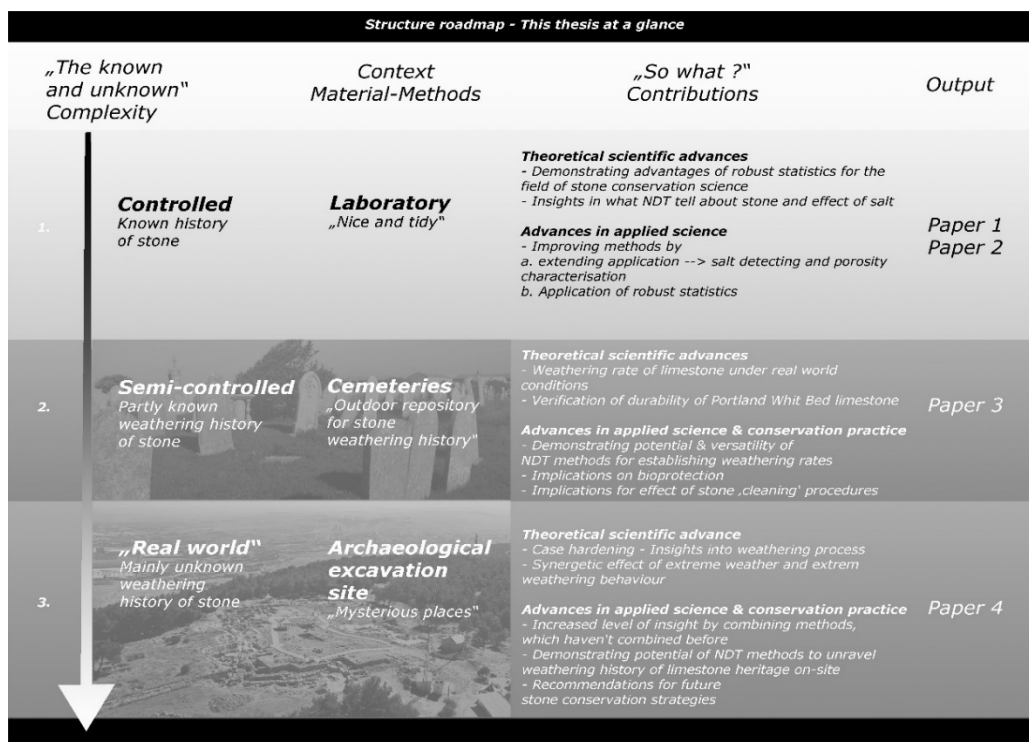 Structure roadmap - This thesis at a glance
„The known
and unknown“
Complexity
Context
Material-Methods
„So what ?“
Contributions
Output
1.
Controlled
Known history
of stone
Laboratory
„Nice and tidy“
Theoretical scientific advances
- Demonstrating advantages of robust statistics for the
field of stone conservation science
- Insights in what NDT tell about stone and effect of salt
Advances in applied science
- Improving methods by
a. extending application --> salt detecting and porosity
characterisation
b. Application of robust statistics
Paper 1
Paper 2
2.
Semi-controlled
Partly known
weathering history
of stone
Cemeteries
„Outdoor repository
for stone
weathering history“
Theoretical scientific advances
- Weathering rate of limestone under real world
conditions
- Verification of durability of Portland Whit Bed limestone
Advances in applied science & conservation practice
- Demonstrating potential & versatility of
NDT methods for establishing weathering rates
- Implications on bioprotection
- Implications for effect of stone ‚cleaning‘ procedures
Paper 3
3.
„Real world“
Mainly unknown
weathering
history of stone
Archaeological
excavation
site
„Mysterious places“
Theoretical scientific advance
- Case hardening - Insights into weathering process
- Synergetic effect of extreme weather and extrem
weathering behaviour
Advances in applied science & conservation practice
- Increased level of insight by combining methods,
which haven't combined before
- Demonstrating potential of NDT methods to unravel
weathering history of limestone heritage on-site
- Recommendations for future
stone conservation strategies
Paper 4